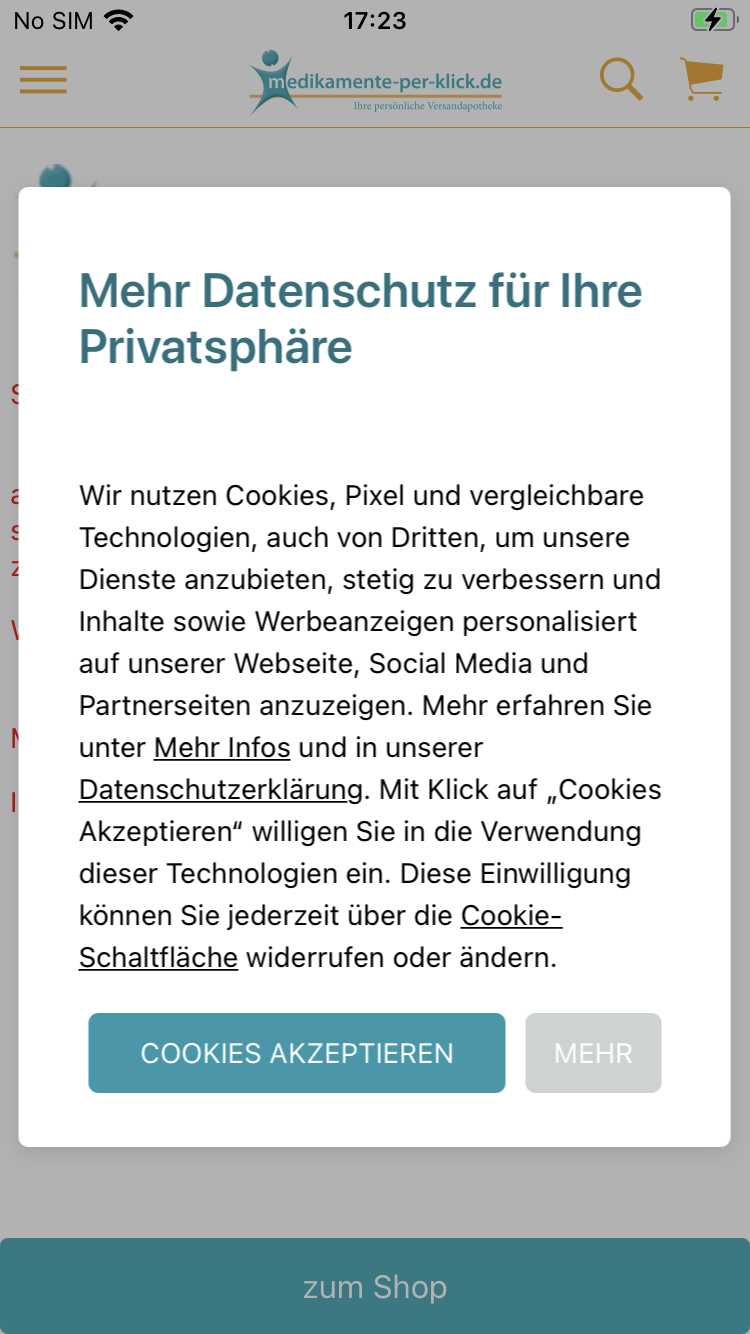 No SIM 17:23
medikamente-per-klick.de
Ihre persönliche Versandapotheke
Mehr Datenschutz für Ihre
Privatsphäre
Wir nutzen Cookies, Pixel und vergleichbare
Technologien, auch von Dritten, um unsere
Dienste anzubieten, stetig zu verbessern und
Inhalte sowie Werbeanzeigen personalisiert
auf unserer Webseite, Social Media und
Partnerseiten anzuzeigen. Mehr erfahren Sie
unter Mehr Infos und in unserer
Datenschutzerklärung. Mit Klick auf „Cookies
Akzeptieren“ willigen Sie in die Verwendung
dieser Technologien ein. Diese Einwilligung
können Sie jederzeit über die Cookie-
Schaltfläche widerrufen oder ändern.
COOKIES AKZEPTIEREN MEHR
zum Shop